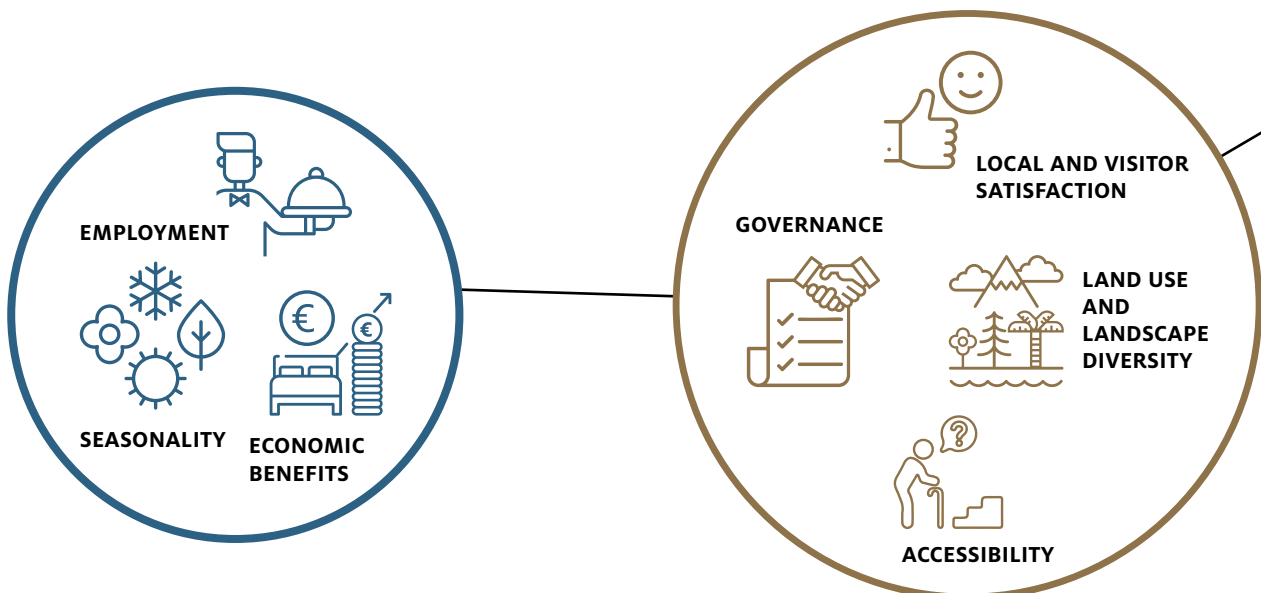 EMPLOYMENT
€
€
SEASONALITY
ECONOMIC
BENEFITS
LOCAL AND VISITOR
SATISFACTION
GOVERNANCE
LAND USE
AND
LANDSCAPE
DIVERSITY
?
ACCESSIBILITY